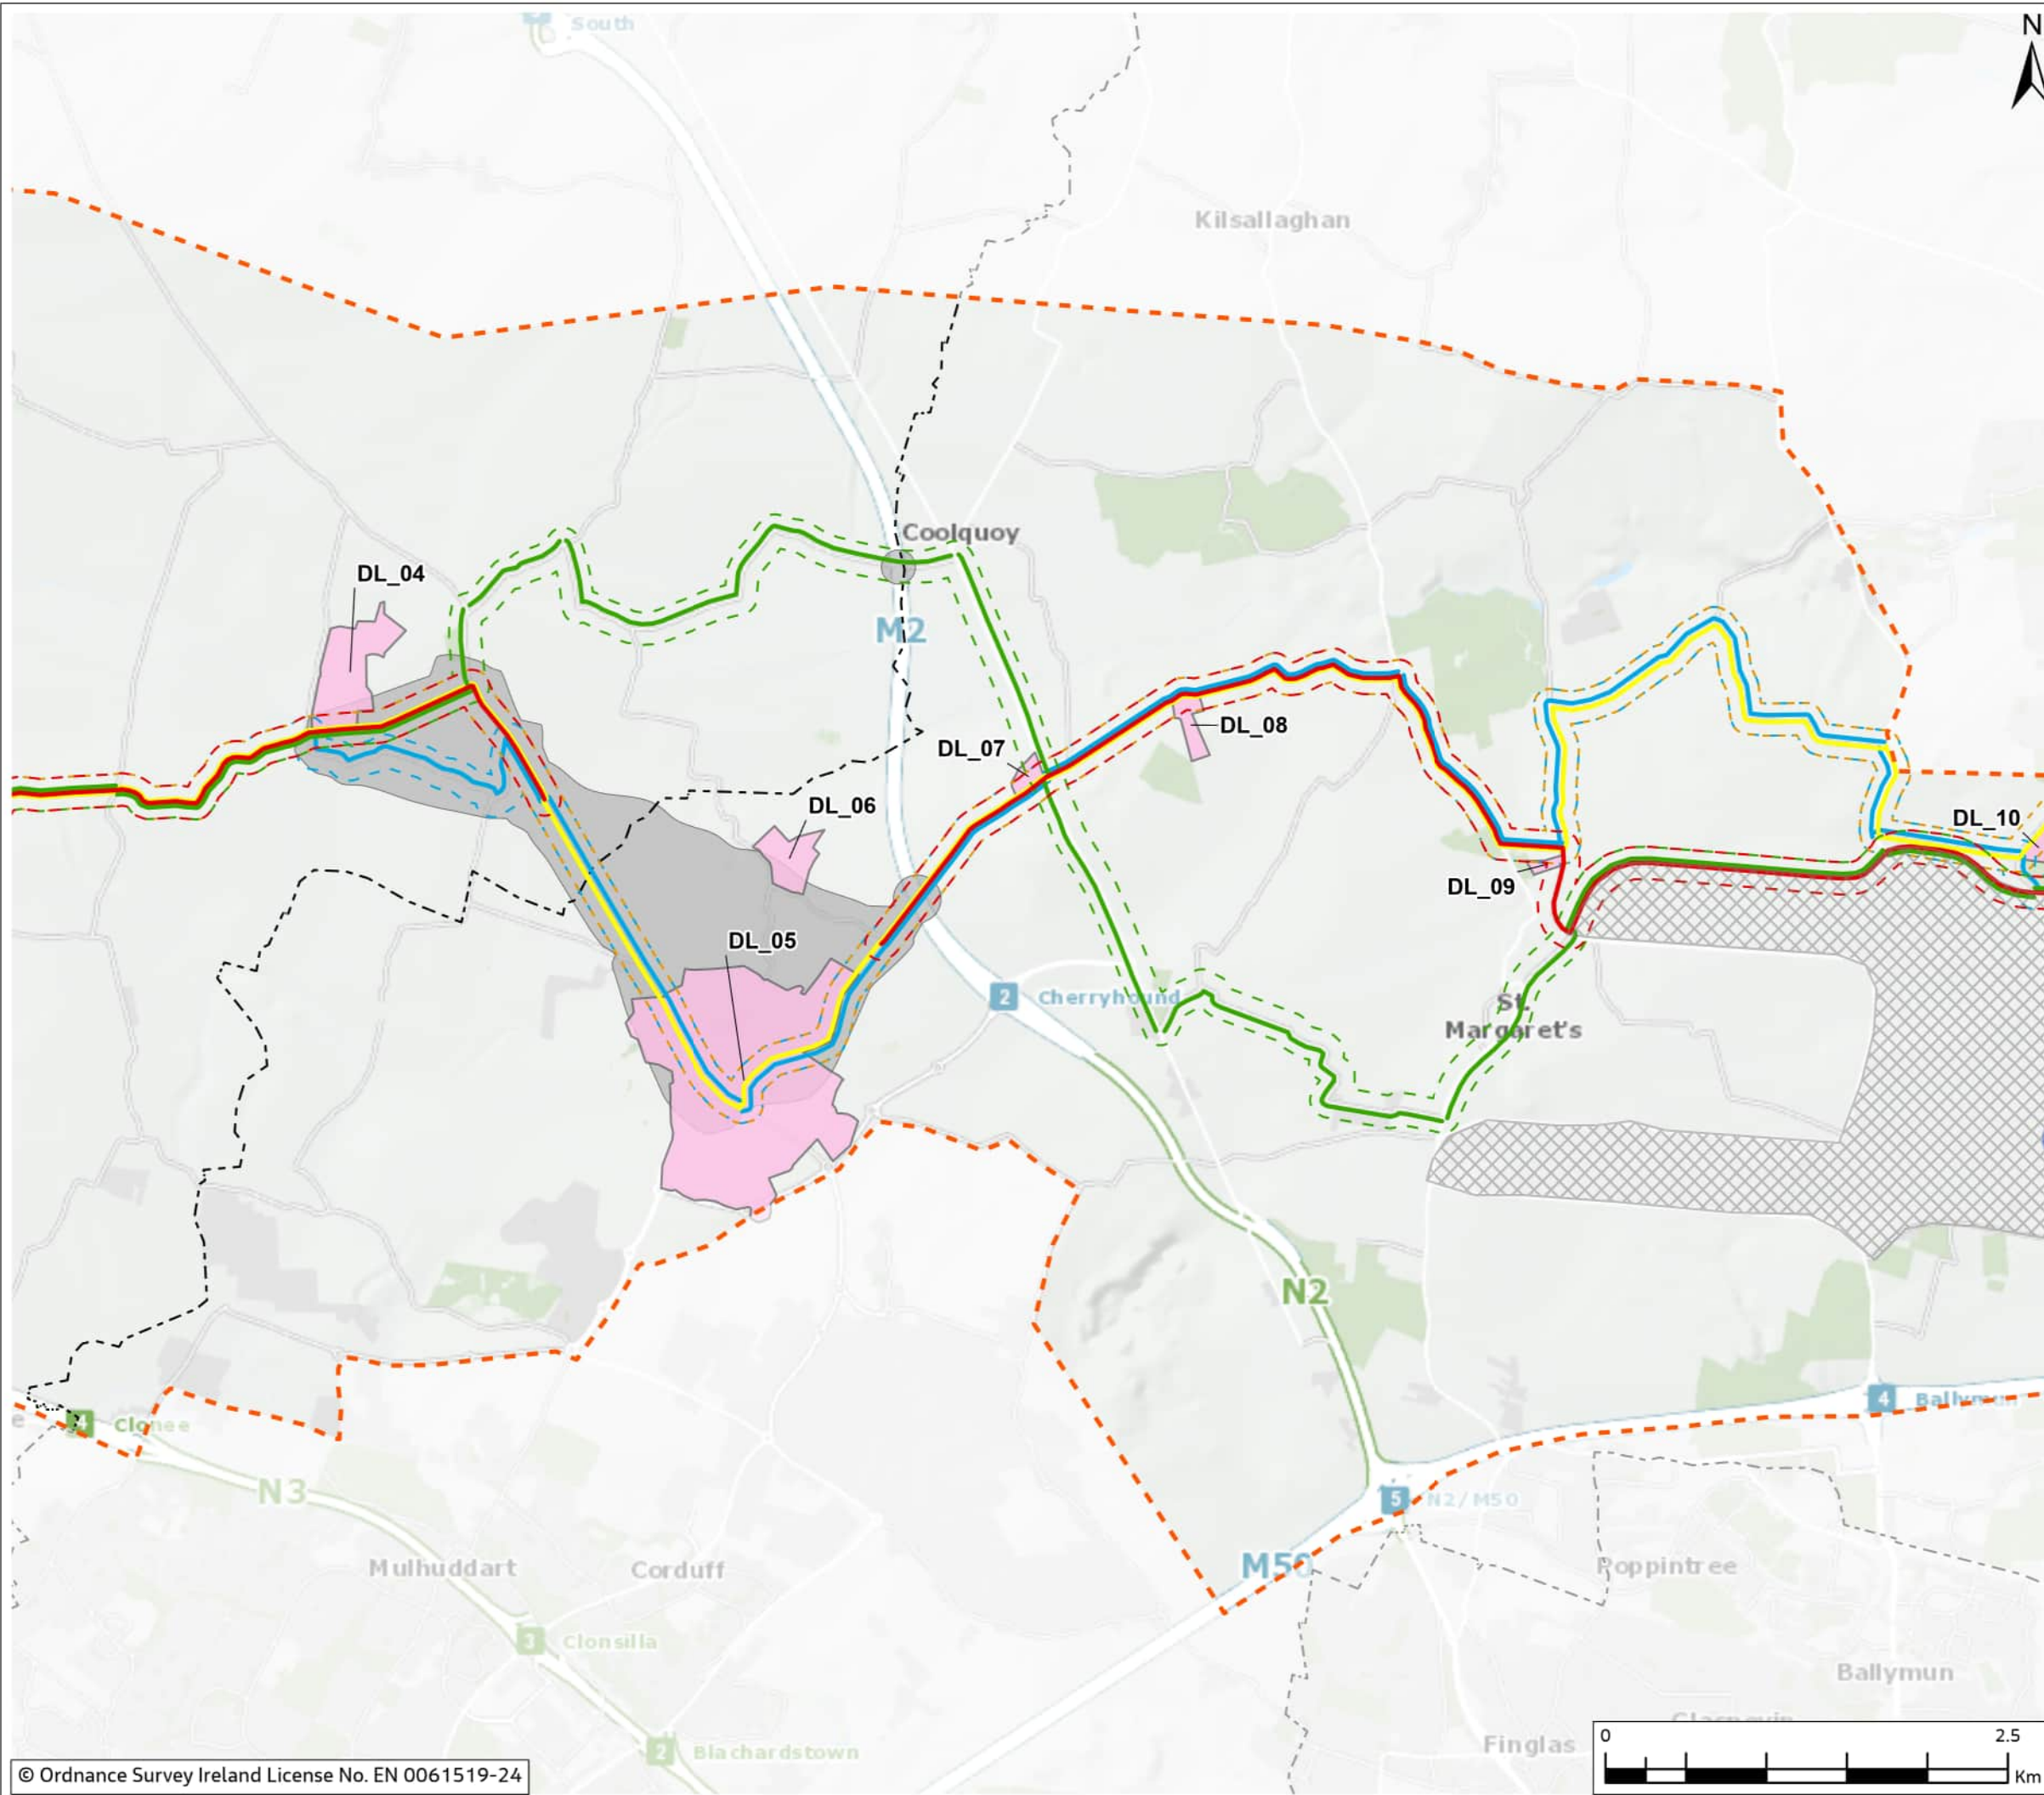 South
N
Kilsallaghan
Coolquoy
DL_04
M2
DL_08
DL_07
DL_06
DL_10
DL_09
DL_05
2 Cherryhound
St.
Margaret's
N2
4 Ballymun
4 Clonee
N3
5 N2/M50
M50
Mulhuddart
Corduff
Poppintree
3 Clonsilla
Ballymun
Finglas
2 Blachardstown
0
2.5
Km
© Ordnance Survey Ireland License No. EN 0061519-24